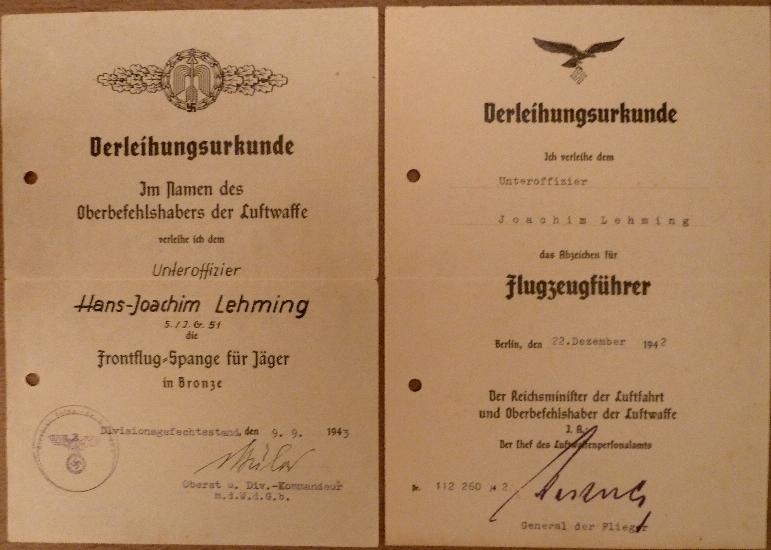 Verleihungsurkunde
Im Namen des
Oberbefehlshabers der Luftwaffe
verleihe ich dem
Unteroffizier
Hans-Joachim Lehming
5./J.G. 51
die
Frontflug-Spange für Jäger
in Bronze
Divisionsgefechtsstand, den 9. 9. 1943
Oberst u. Div.-Kommandeur
m.d.W.d.G.b.
Verleihungsurkunde
Ich verleihe dem
Unteroffizier
Joachim Lehming
das Abzeichen für
Flugzeugführer
Berlin, den 22.Dezember 1942
Der Reichsminister der Luftfahrt
und Oberbefehlshaber der Luftwaffe
J. A.
Der Chef des Luftwaffenpersonalamts
Nr. 112 260 /4 2
General der Flieger